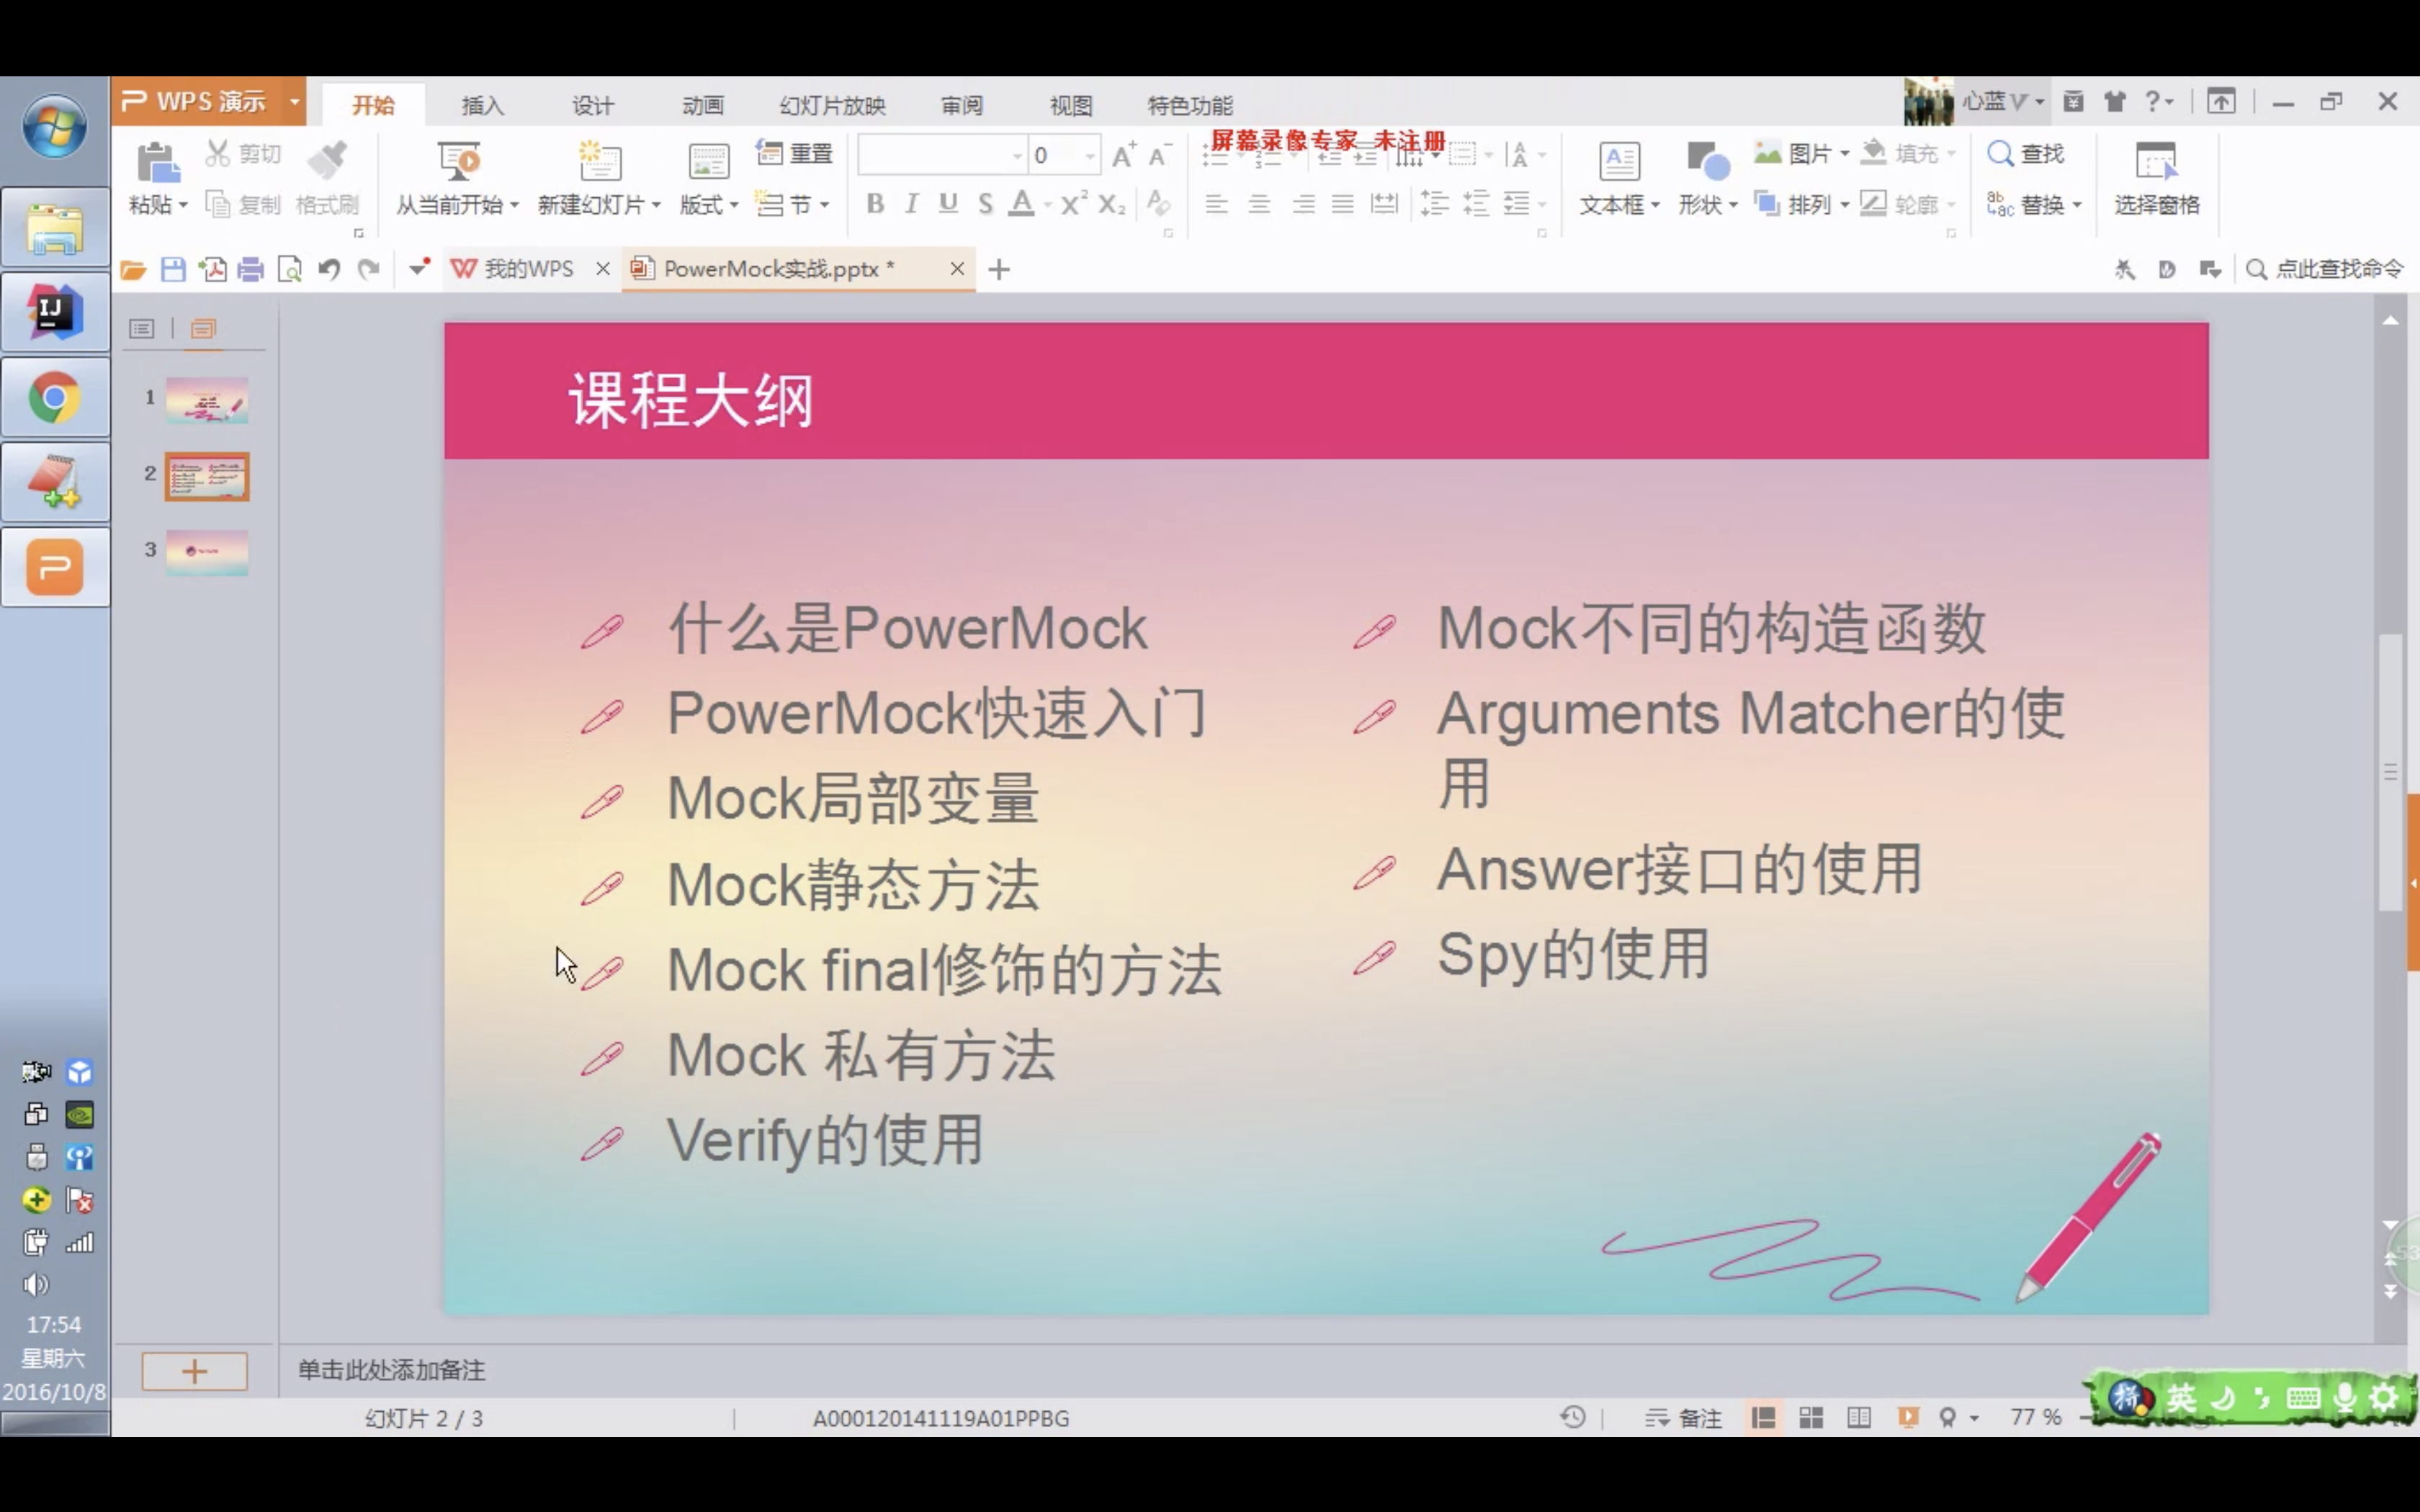 WPS 演示
开始
插入
设计
动画
幻灯片放映
审阅
视图
特色功能
心蓝
屏幕录像专家 未注册
剪切
重置
0
图片
填充
查找
粘贴
复制
格式刷
从当前开始
新建幻灯片
版式
节
文本框
形状
排列
轮廓
替换
选择窗格
我的WPS
PowerMock实战.pptx *
点此查找命令
1
2
3
课程大纲
什么是PowerMock
PowerMock快速入门
Mock局部变量
Mock静态方法
Mock final修饰的方法
Mock 私有方法
Verify的使用
Mock不同的构造函数
Arguments Matcher的使
用
Answer接口的使用
Spy的使用
17:54
星期六
2016/10/8
单击此处添加备注
幻灯片 2 / 3
A000120141119A01PPBG
备注
77 %
拼
英